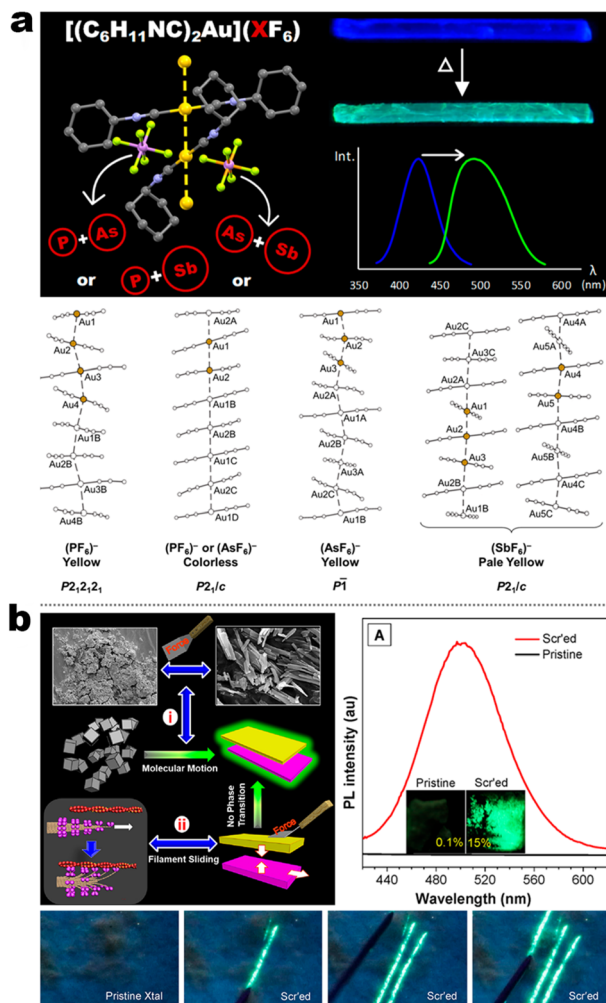 a
[(C6H11NC)2Au](XF6)
Δ
Int.
λ
(nm)
350 400 450 500 550 600
P + As
As + Sb
P + Sb
or
or
Au1
Au2
Au3
Au4
Au1B
Au2B
Au3B
Au4B
(PF6)−
Yellow
P212121
Au2A
Au1
Au2
Au1B
Au2B
Au1C
Au2C
Au1D
(PF6)− or (AsF6)−
Colorless
P21/c
Au1
Au2
Au3
Au2A
Au1A
Au2B
Au3A
Au2C
Au1B
(AsF6)−
Yellow
P1̅
Au2C
Au3C
Au2A
Au1
Au2
Au3
Au2B
Au1B
Au4A
Au5A
Au4
Au5
Au4B
Au5B
Au4C
Au5C
(SbF6)−
Pale Yellow
P21/c
b
Force
i
Molecular Motion
No Phase
Transition
Force
ii
Filament Sliding
A
Scr'ed
Pristine
PL intensity (au)
Pristine Scr'ed
0.1% 15%
440 480 520 560 600
Wavelength (nm)
Pristine Xtal
Scr'ed
Scr'ed
Scr'ed